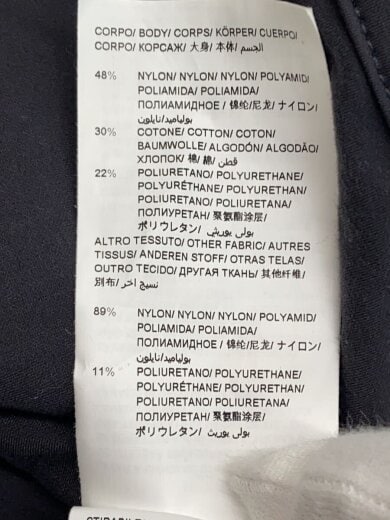 CORPO/ BODY/ CORPS/ KÖRPER/ CUERPO/
CORPO/ КОРСАЖ/ 大身/ 本体/ الجسم/
48% NYLON/ NYLON/ NYLON/ POLYAMID/
POLIAMIDA/ POLIAMIDA/
ПОЛИАМИДНОЕ / 锦纶/尼龙/ ナイロン/
بولياميد/نايلون
30% COTONE/ COTTON/ COTON/
BAUMWOLLE/ ALGODÓN/ ALGODÃO/
ХЛОПОК/ 棉/ 綿/ قطن
22% POLIURETANO/ POLYURETHANE/
POLYURÉTHANE/ POLYURETHAN/
POLIURETANO/ POLIURETANA/
ПОЛИУРЕТАН/ 聚氨酯涂层/
ポリウレタン/ بولى يوريثي
ALTRO TESSUTO/ OTHER FABRIC/ AUTRES
TISSUS/ ANDEREN STOFF/ OTRAS TELAS/
OUTRO TECIDO/ ДРУГАЯ ТКАНЬ/ 其他纤维/
別布/ نسيج اخر/
89% NYLON/ NYLON/ NYLON/ POLYAMID/
POLIAMIDA/ POLIAMIDA/
ПОЛИАМИДНОЕ / 锦纶/尼龙/ ナイロン/
بولياميد/نايلون
11% POLIURETANO/ POLYURETHANE/
POLYURÉTHANE/ POLYURETHAN/
POLIURETANO/ POLIURETANA/
ПОЛИУРЕТАН/ 聚氨酯涂层/
ポリウレタン/ بولى يوريث